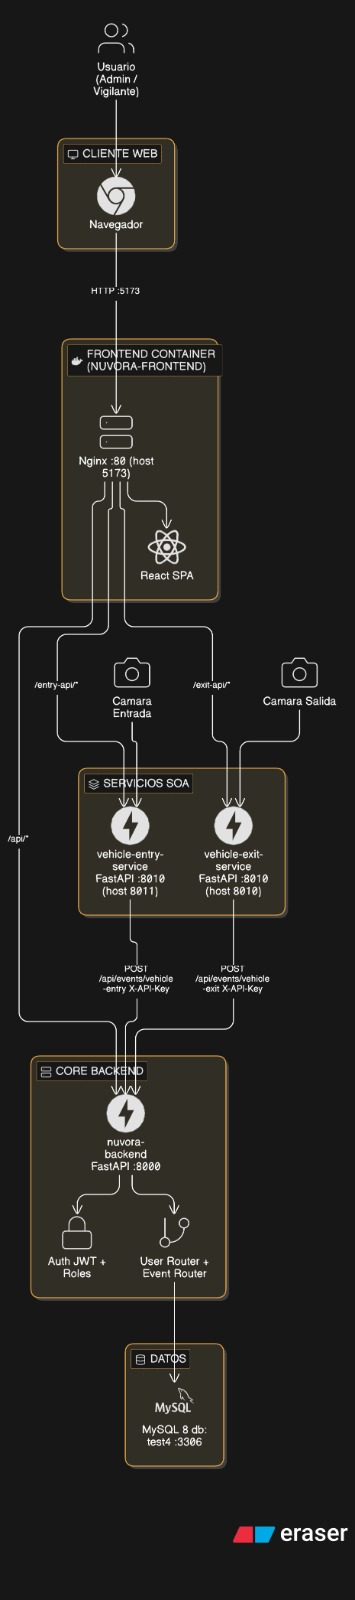 Usuario
(Admin /
Vigilante)
CLIENTE WEB
Navegador
HTTP :5173
FRONTEND CONTAINER
(NUVORA-FRONTEND)
Nginx :80 (host
5173)
React SPA
/entry-api/*
/exit-api/*
Camara
Entrada
Camara Salida
SERVICIOS SOA
/api/*
vehicle-entry-
service
FastAPI :8010
(host 8011)
vehicle-exit-
service
FastAPI :8010
(host 8010)
POST
/api/events/vehicle
-entry X-API-Key
POST
/api/events/vehicle
-exit X-API-Key
CORE BACKEND
nuvora-
backend
FastAPI :8000
Auth JWT +
Roles
User Router +
Event Router
DATOS
MySQL
MySQL 8 db:
test4 :3306
eraser